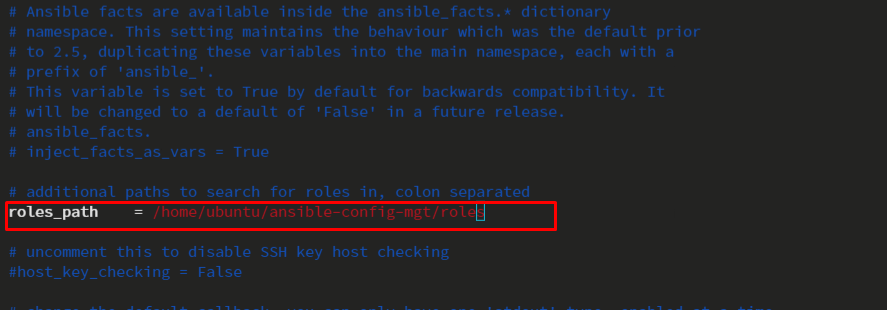 # Ansible facts are available inside the ansible_facts.* dictionary
# namespace. This setting maintains the behaviour which was the default prior
# to 2.5, duplicating these variables into the main namespace, each with a
# prefix of 'ansible_'.
# This variable is set to True by default for backwards compatibility. It
# will be changed to a default of 'False' in a future release.
# ansible_facts.
# inject_facts_as_vars = True
# additional paths to search for roles in, colon separated
roles_path    = /home/ubuntu/ansible-config-mgt/roles
# uncomment this to disable SSH key host checking
#host_key_checking = False